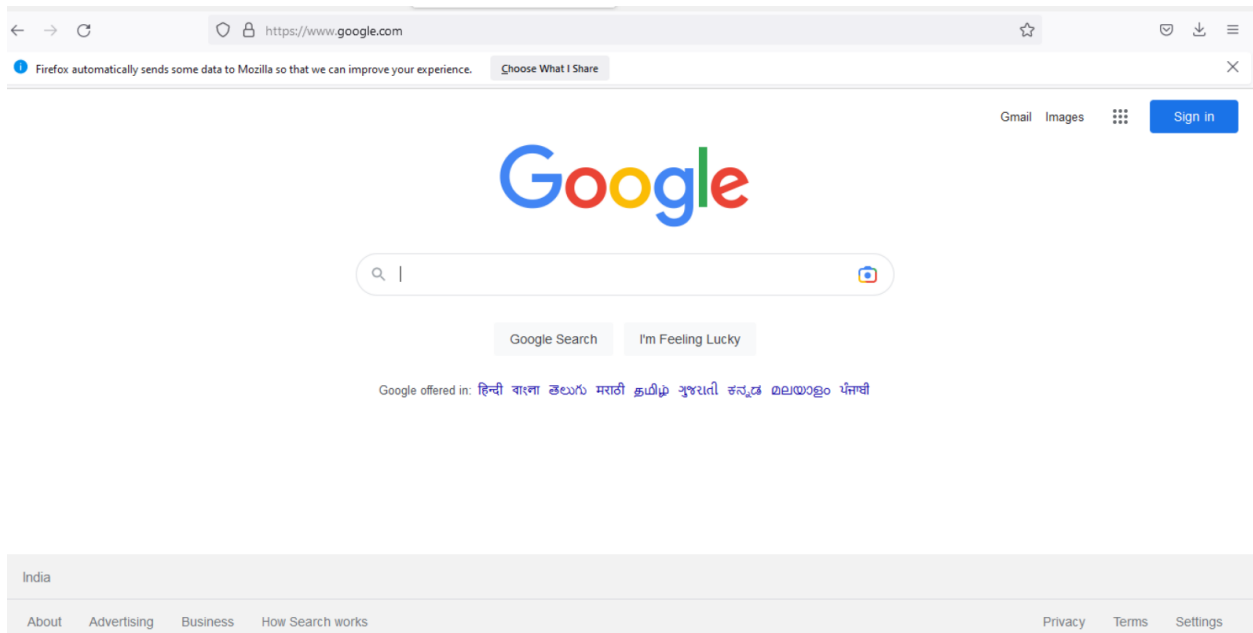 https://www.google.com
Firefox automatically sends some data to Mozilla so that we can improve your experience. Choose What I Share
Gmail Images Sign in
Google
Google Search I'm Feeling Lucky
Google offered in: हिन्दी বাংলা తెలుగు मराठी தமிழ் ગુજરાતી ಕನ್ನಡ മലയാളം ਪੰਜਾਬੀ
India
About Advertising Business How Search works Privacy Terms Settings